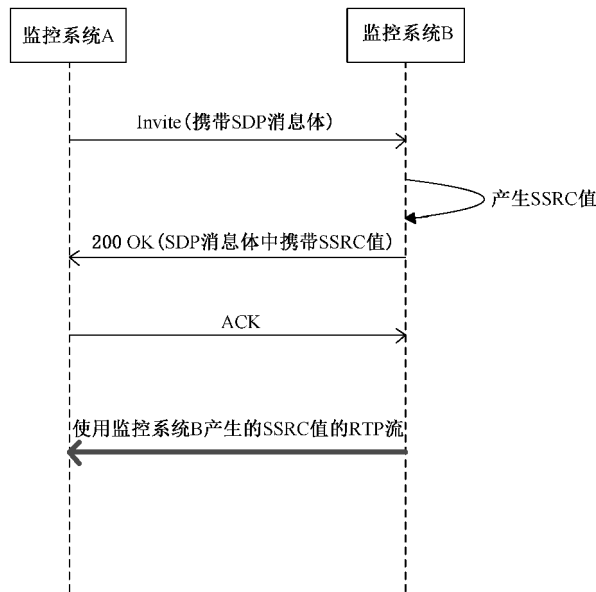 监控系统A
监控系统B
Invite(携带SDP消息体)
产生SSRC值
200 OK(SDP消息体中携带SSRC值)
ACK
使用监控系统B产生的SSRC值的RTP流